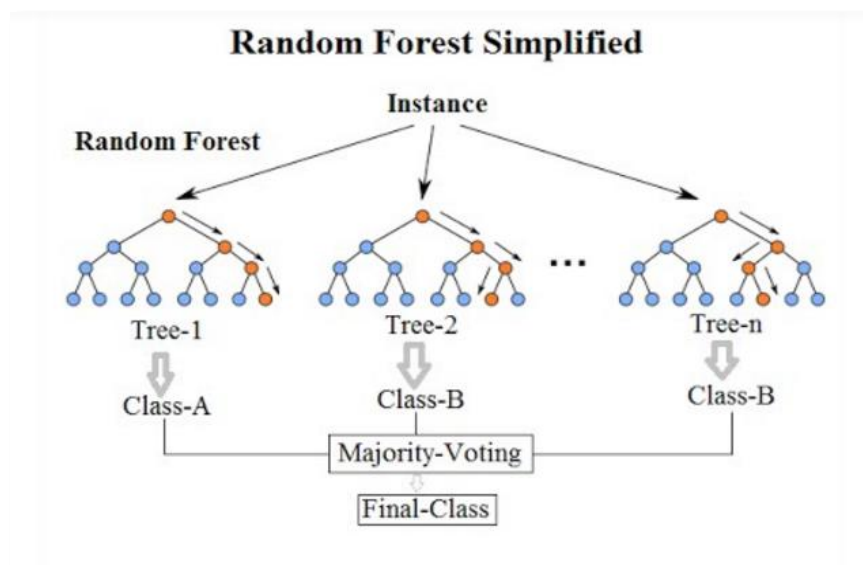 Random Forest Simplified
Instance
Random Forest
...
Tree-1
Tree-2
Tree-n
Class-A
Class-B
Class-B
Majority-Voting
Final-Class